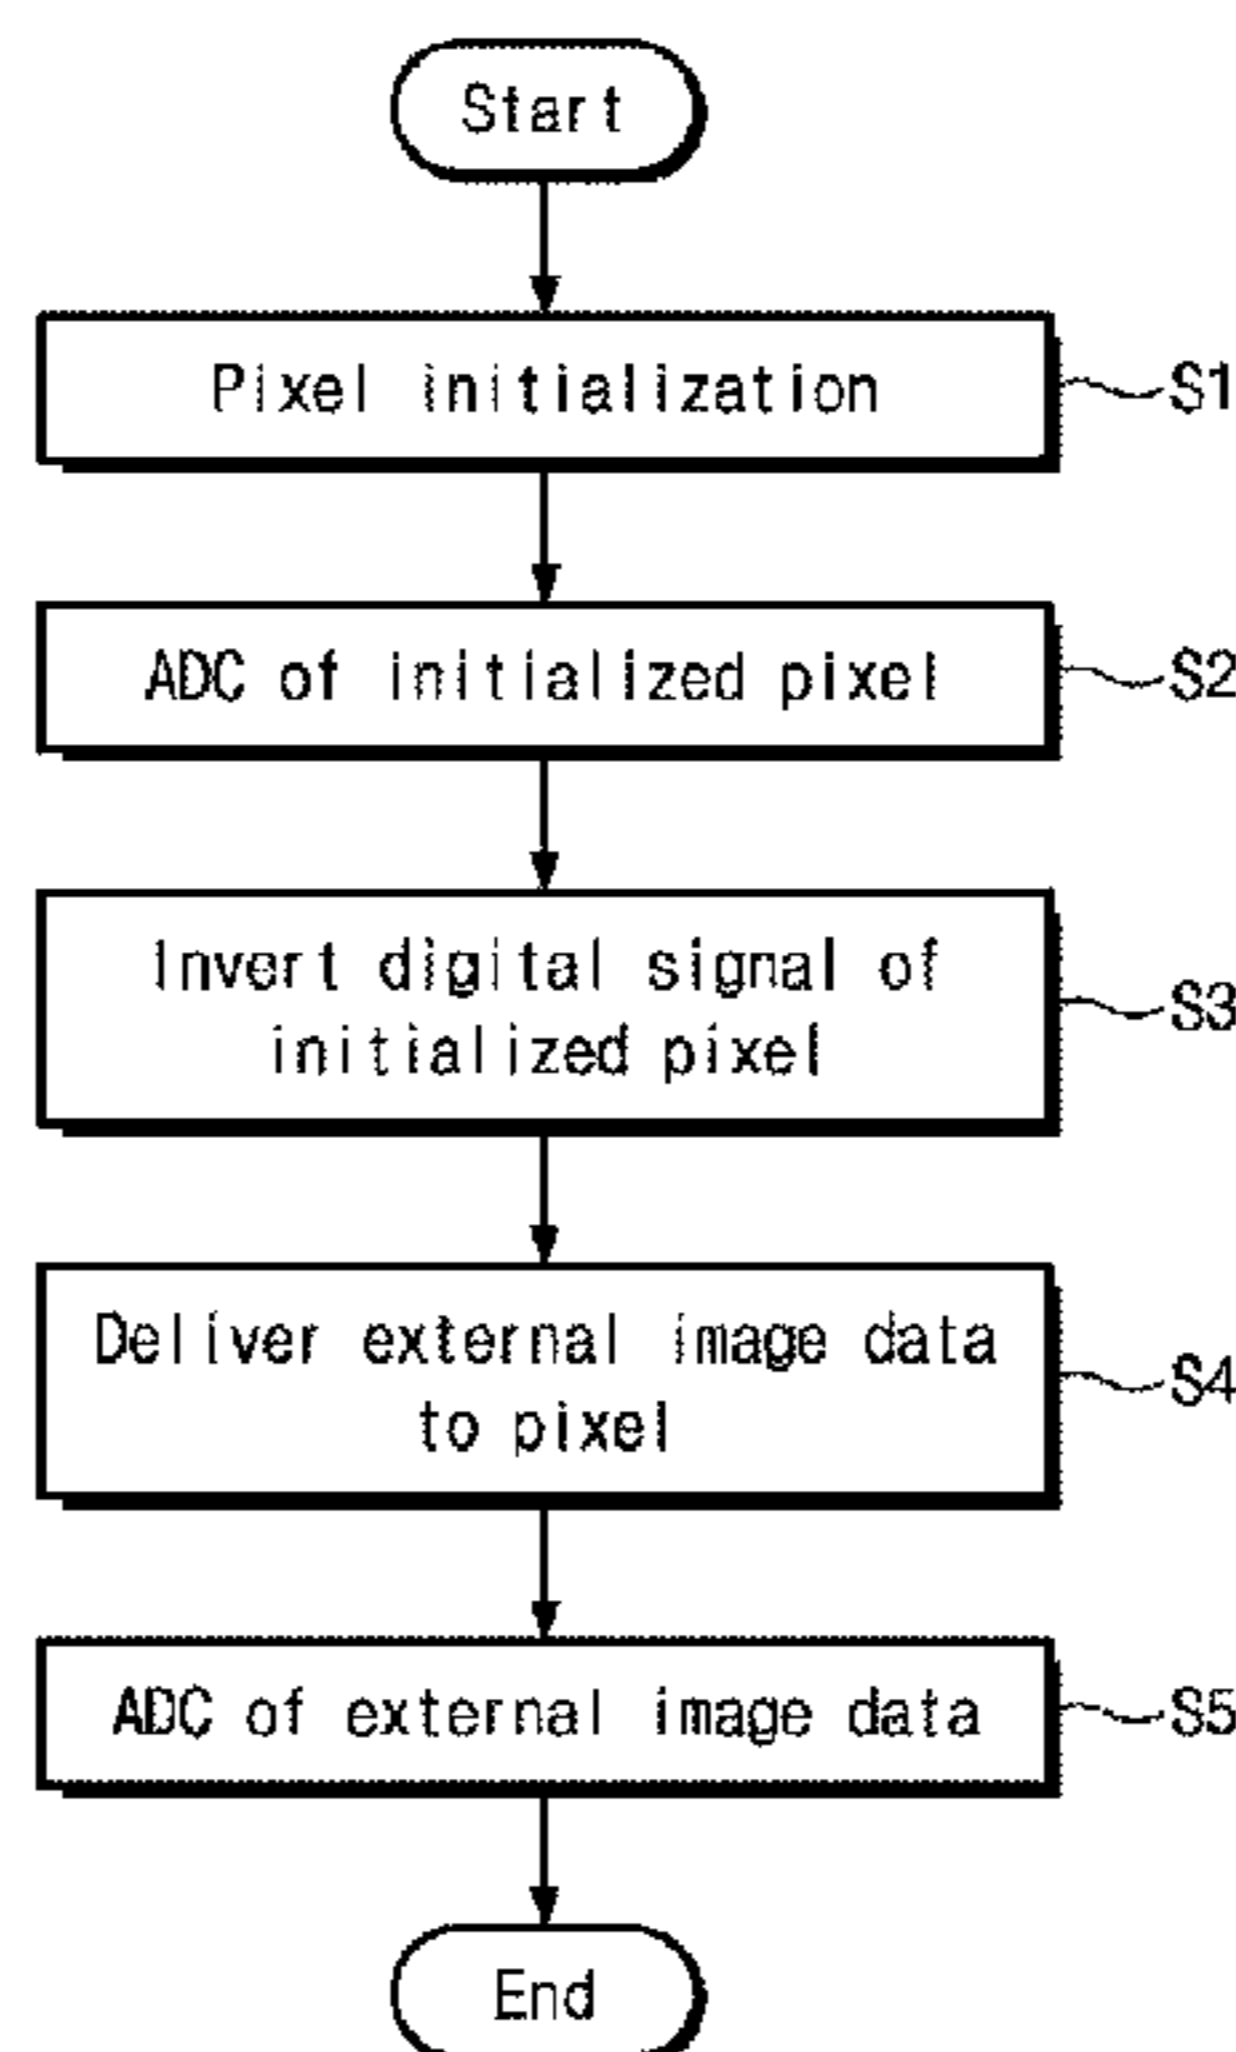 Start
Pixel initialization
S1
ADC of initialized pixel
S2
Invert digital signal of
initialized pixel
S3
Deliver external image data
to pixel
S4
ADC of external image data
S5
End